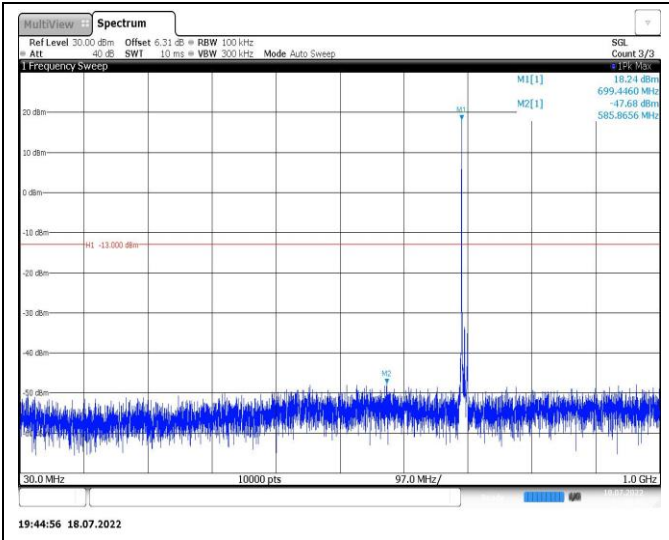 MultiView Spectrum
Ref Level 30.00 dBm Offset 6.31 dB RBW 100 kHz SGL
Att 40 dB SWT 10 ms VBW 300 kHz Mode Auto Sweep Count 3/3
1 Frequency Sweep 1Pk Max
M1[1] 18.24 dBm
699.4460 MHz
M2[1] -47.68 dBm
585.8656 MHz
M1
20 dBm
10 dBm
0 dBm
-10 dBm
H1 -13.000 dBm
-20 dBm
-30 dBm
-40 dBm
M2
-50 dBm
30.0 MHz 10000 pts 97.0 MHz/ 1.0 GHz
19:44:56 18.07.2022